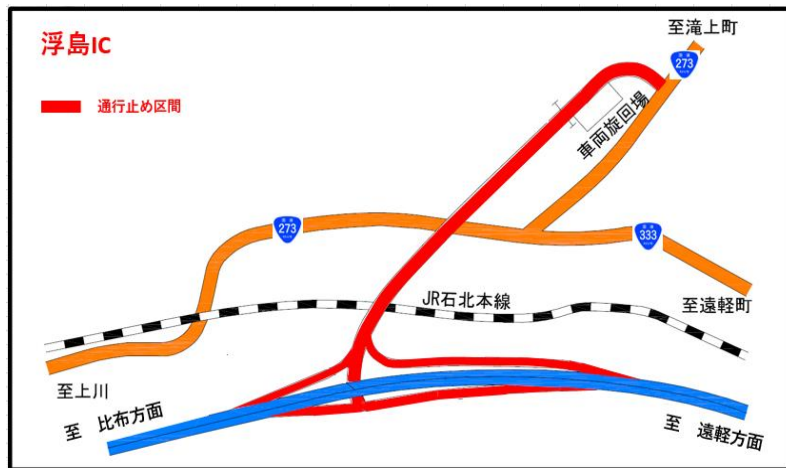 浮島IC
通行止め区間
至滝上町
273
車両旋回場
273
333
JR石北本線
至遠軽町
至上川
至 比布方面
至 遠軽方面